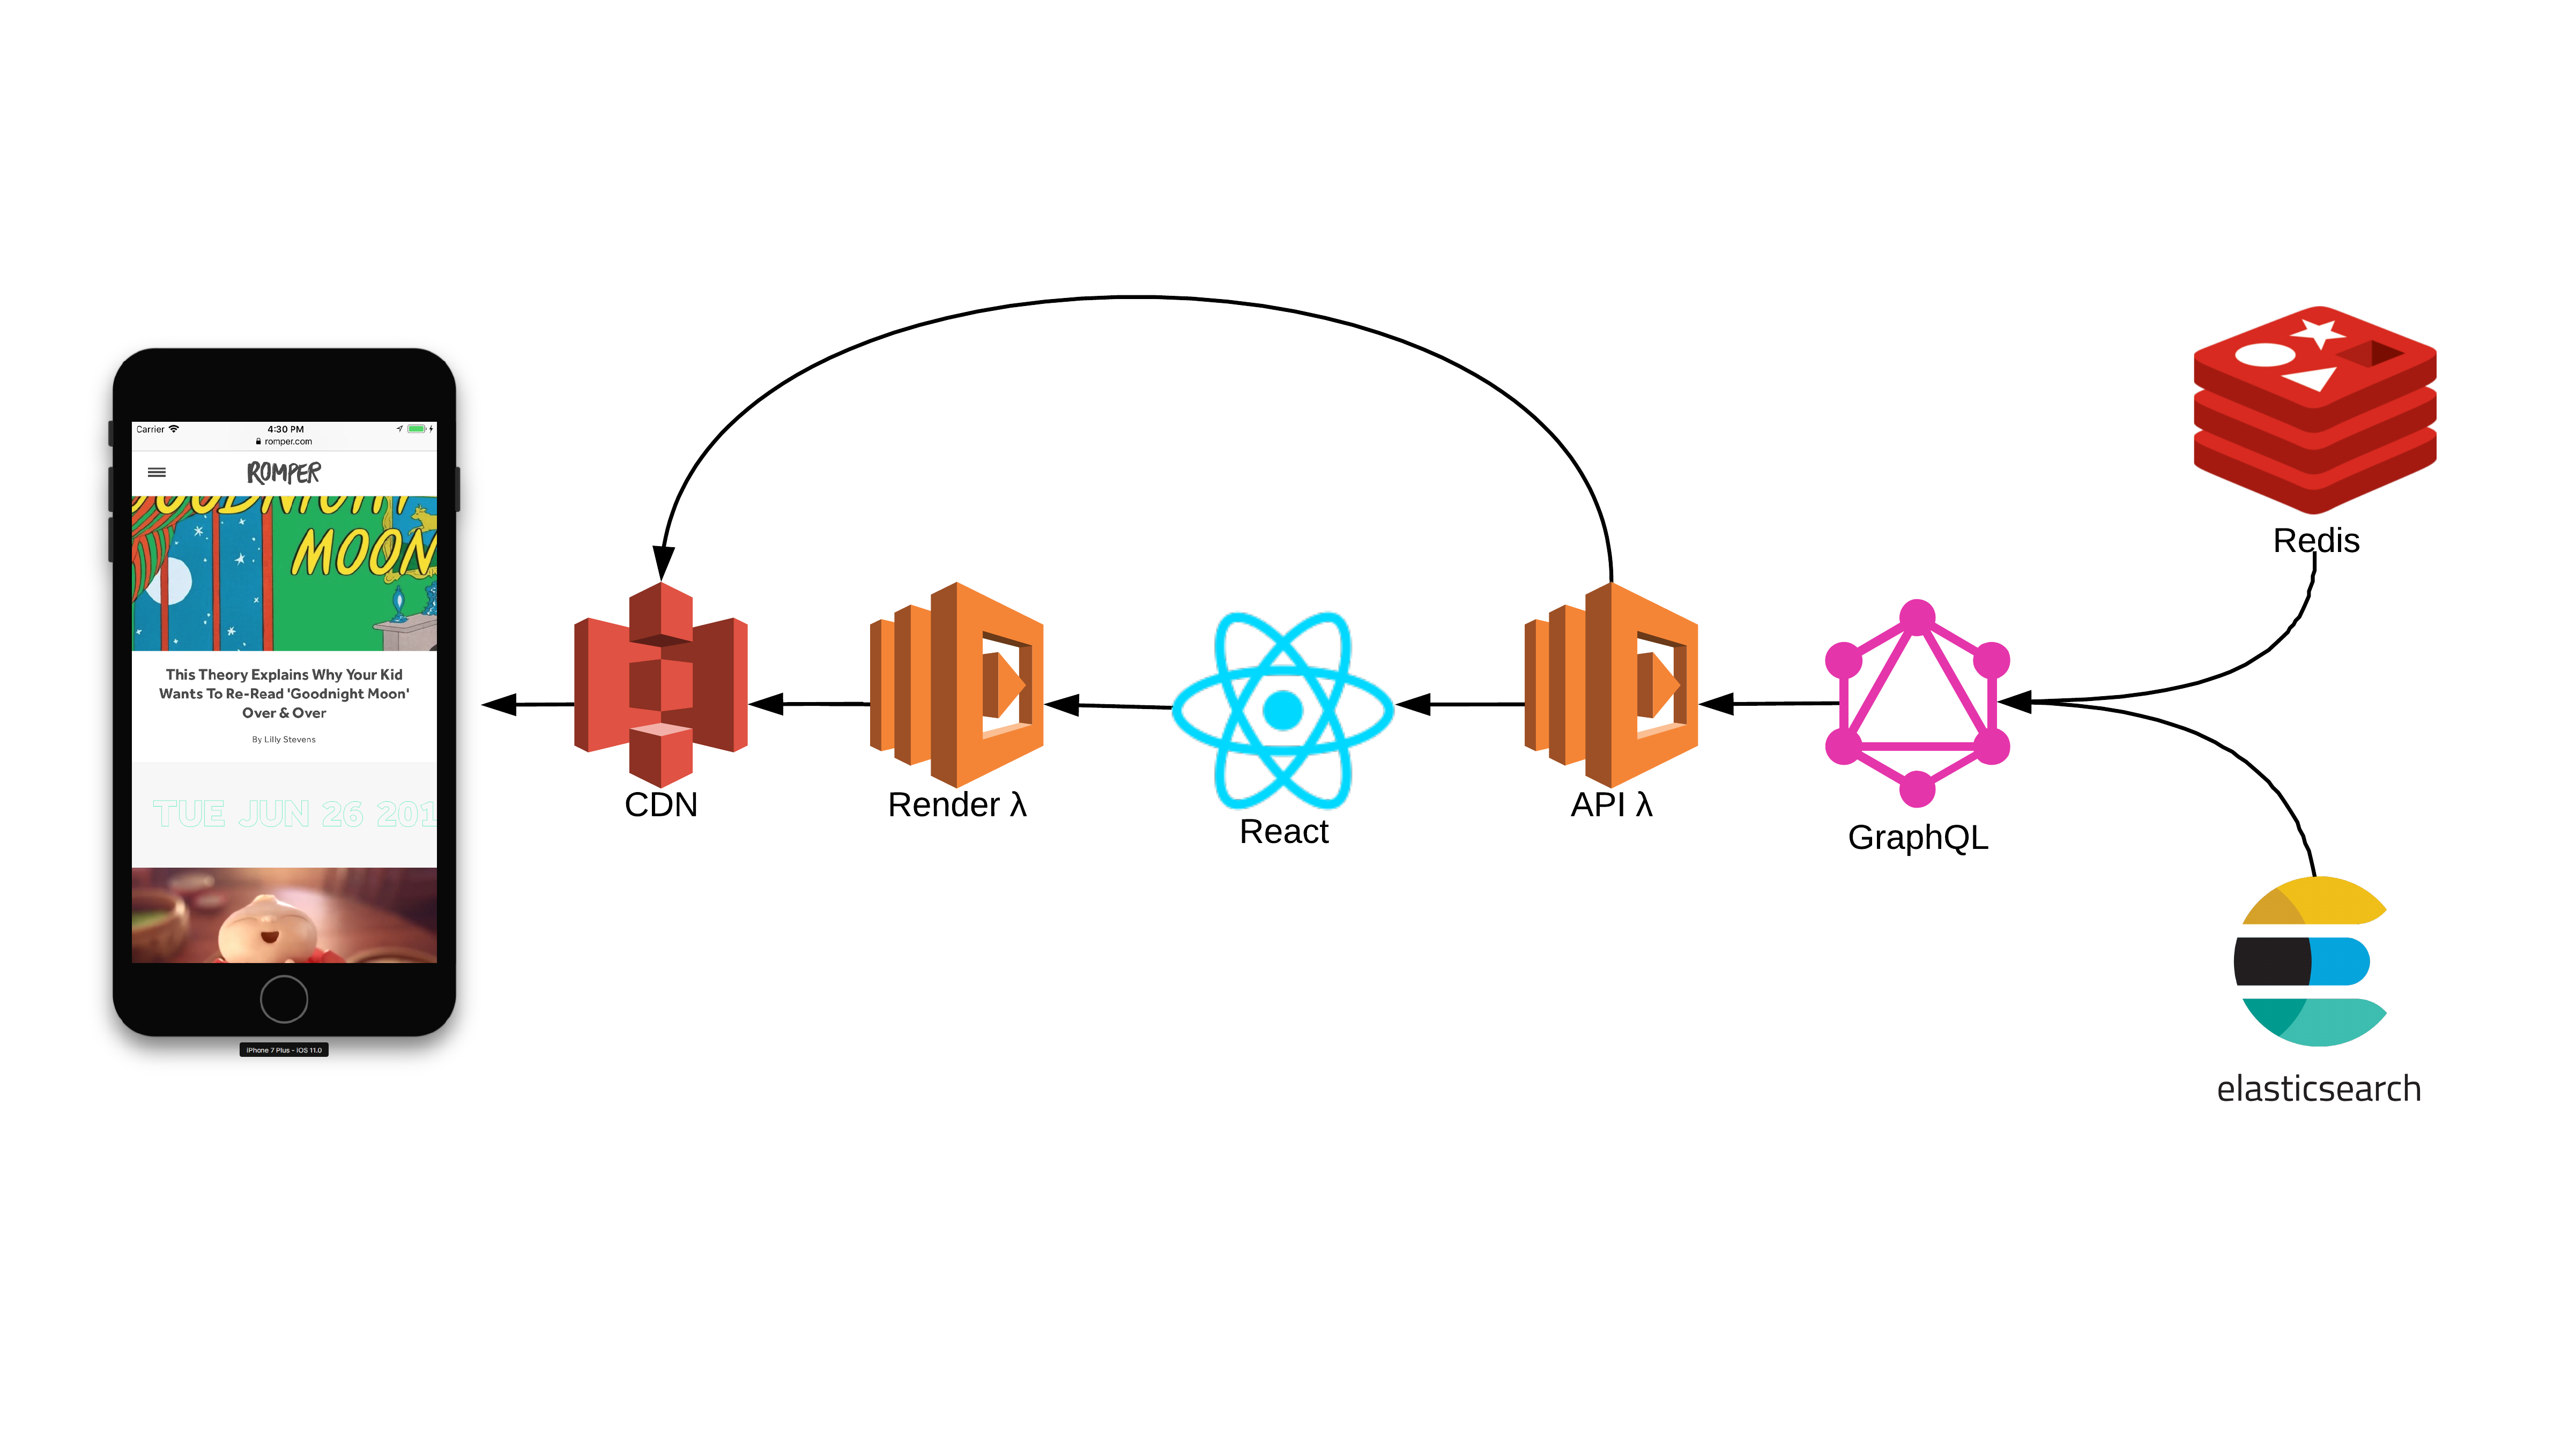 Carrier
4:30 PM
romper.com
ROMPER
GOODNIGHT
MOON
This Theory Explains Why Your Kid
Wants To Re-Read 'Goodnight Moon'
Over & Over
By Lilly Stevens
TUE JUN 26 201
iPhone 7 Plus - iOS 11.0
CDN
Render λ
React
API λ
GraphQL
Redis
elasticsearch